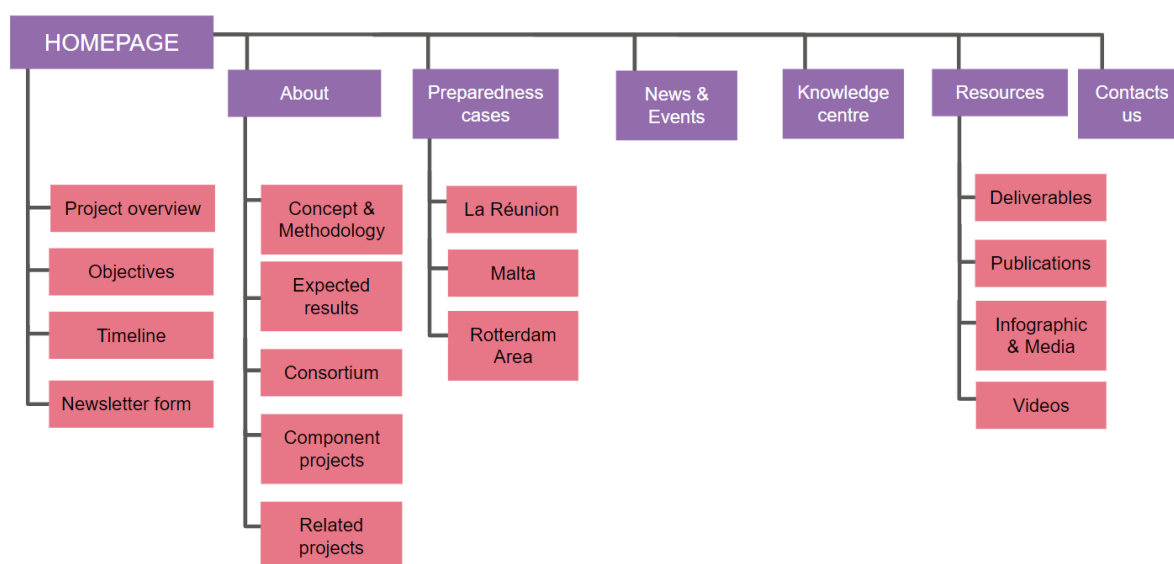 HOMEPAGE
About
Preparedness
cases
News &
Events
Knowledge
centre
Resources
Contacts
us
Project overview
Objectives
Timeline
Newsletter form
Concept &
Methodology
Expected
results
Consortium
Component
projects
Related
projects
La Réunion
Malta
Rotterdam
Area
Deliverables
Publications
Infographic
& Media
Videos